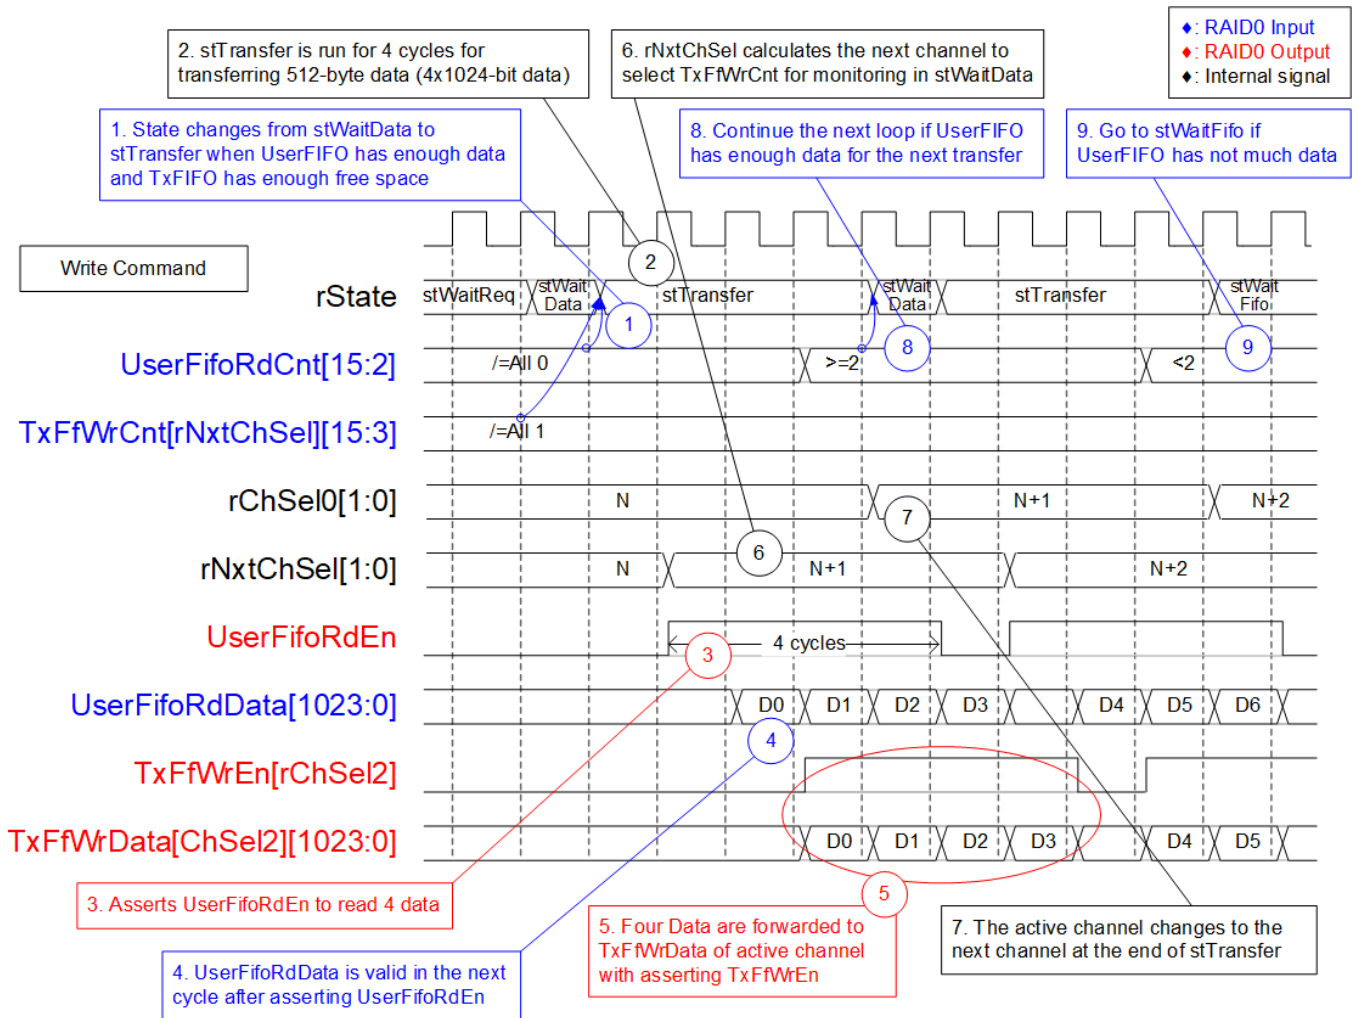 ♦: RAID0 Input
♦: RAID0 Output
♦: Internal signal
2. stTransfer is run for 4 cycles for
transferring 512-byte data (4x1024-bit data)
6. rNxtChSel calculates the next channel to
select TxFfWrCnt for monitoring in stWaitData
1. State changes from stWaitData to
stTransfer when UserFIFO has enough data
and TxFIFO has enough free space
8. Continue the next loop if UserFIFO
has enough data for the next transfer
9. Go to stWaitFifo if
UserFIFO has not much data
Write Command
2
rState
stWaitReq
stWait
Data
stTransfer
stWait
Data
stTransfer
stWait
Fifo
1
8
9
UserFifoRdCnt[15:2]
/=All 0
>=2
<2
TxFfWrCnt[rNxtChSel][15:3]
/=All 1
rChSel0[1:0]
N
N+1
N+2
7
6
rNxtChSel[1:0]
N
N+1
N+2
UserFifoRdEn
3
4 cycles
UserFifoRdData[1023:0]
D0
D1
D2
D3
D4
D5
D6
4
TxFfWrEn[rChSel2]
TxFfWrData[ChSel2][1023:0]
D0
D1
D2
D3
D4
D5
5
3. Asserts UserFifoRdEn to read 4 data
5. Four Data are forwarded to
TxFfWrData of active channel
with asserting TxFfWrEn
7. The active channel changes to the
next channel at the end of stTransfer
4. UserFifoRdData is valid in the next
cycle after asserting UserFifoRdEn